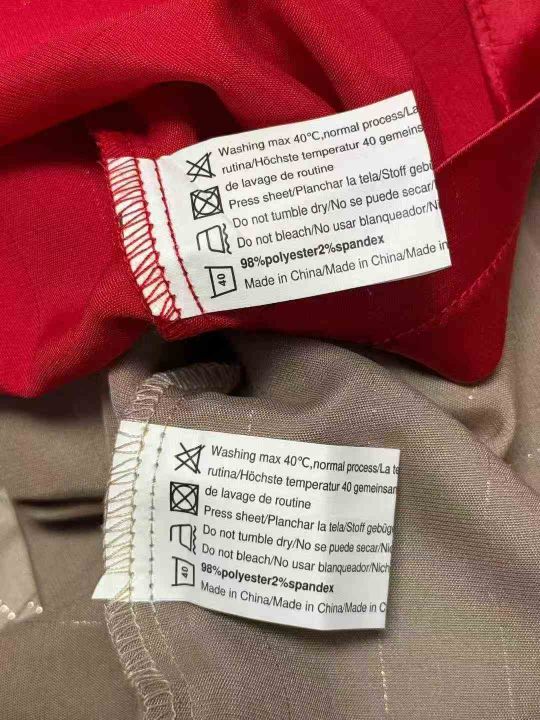 Washing max 40°C,normal process/La
rutina/Höchste temperatur 40 gemeins
de lavage de routine
Press sheet/Planchar la tela/Stoff gebü
Do not tumble dry/No se puede secar/
Do not bleach/No usar blanqueador/Ni
98%polyester2%spandex
Made in China/Made in China/Made in
40
Washing max 40°C,normal process/La te
rutina/Höchste temperatur 40 gemeinsan
de lavage de routine
Press sheet/Planchar la tela/Stoff gebüg
Do not tumble dry/No se puede secar/Nic
Do not bleach/No usar blanqueador/Nich
98%polyester2%spandex
Made in China/Made in China/Made in C
40